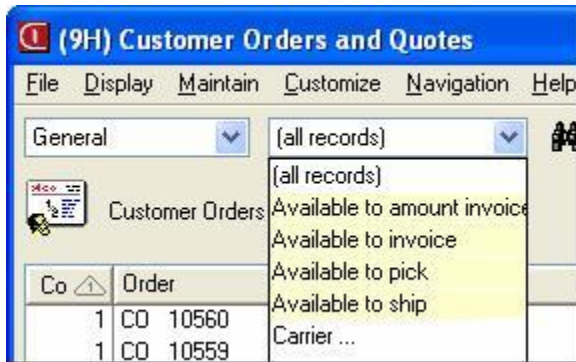 (9H) Customer Orders and Quotes
File Display Maintain Customize Navigation Help
General (all records)
(all records)
Customer Orders Available to amount invoice
Available to invoice
Available to pick
Co Order Available to ship
1 CO 10560 Carrier ...
1 CO 10559